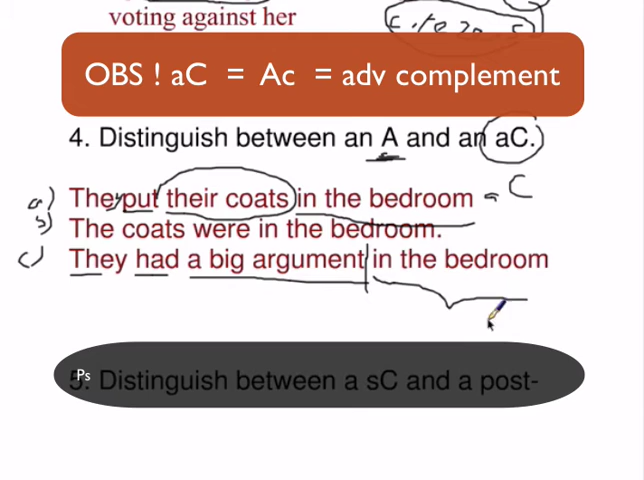 voting against her
OBS ! aC = Ac = adv complement
4. Distinguish between an A and an aC.
a) They put their coats in the bedroom - C
b) The coats were in the bedroom.
c) They had a big argument in the bedroom
Ps
5. Distinguish between a sC and a post-